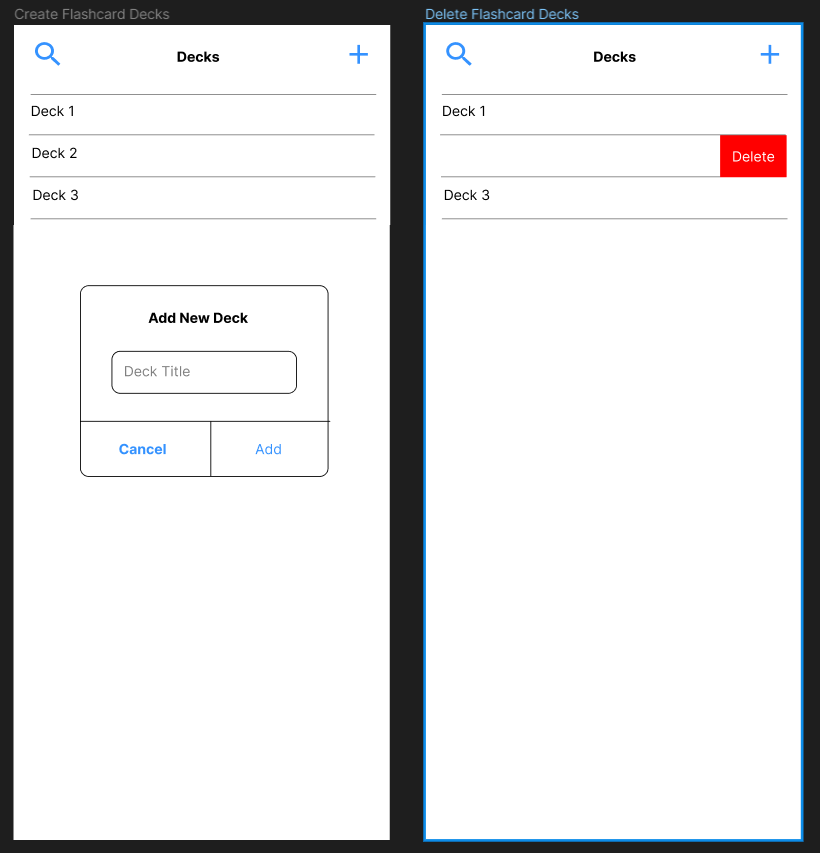 Create Flashcard Decks
Decks
Deck 1
Deck 2
Deck 3
Add New Deck
Deck Title
Cancel Add
Delete Flashcard Decks
Decks
Deck 1
Delete
Deck 3